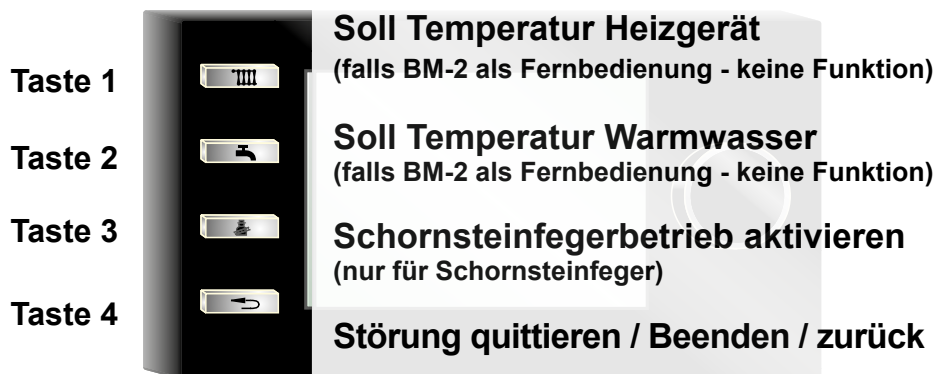 Soll Temperatur Heizgerät
Taste 1
(falls BM-2 als Fernbedienung - keine Funktion)
Taste 2
Soll Temperatur Warmwasser
(falls BM-2 als Fernbedienung - keine Funktion)
Taste 3
Schornsteinfegerbetrieb aktivieren
(nur für Schornsteinfeger)
Taste 4
Störung quittieren / Beenden / zurück